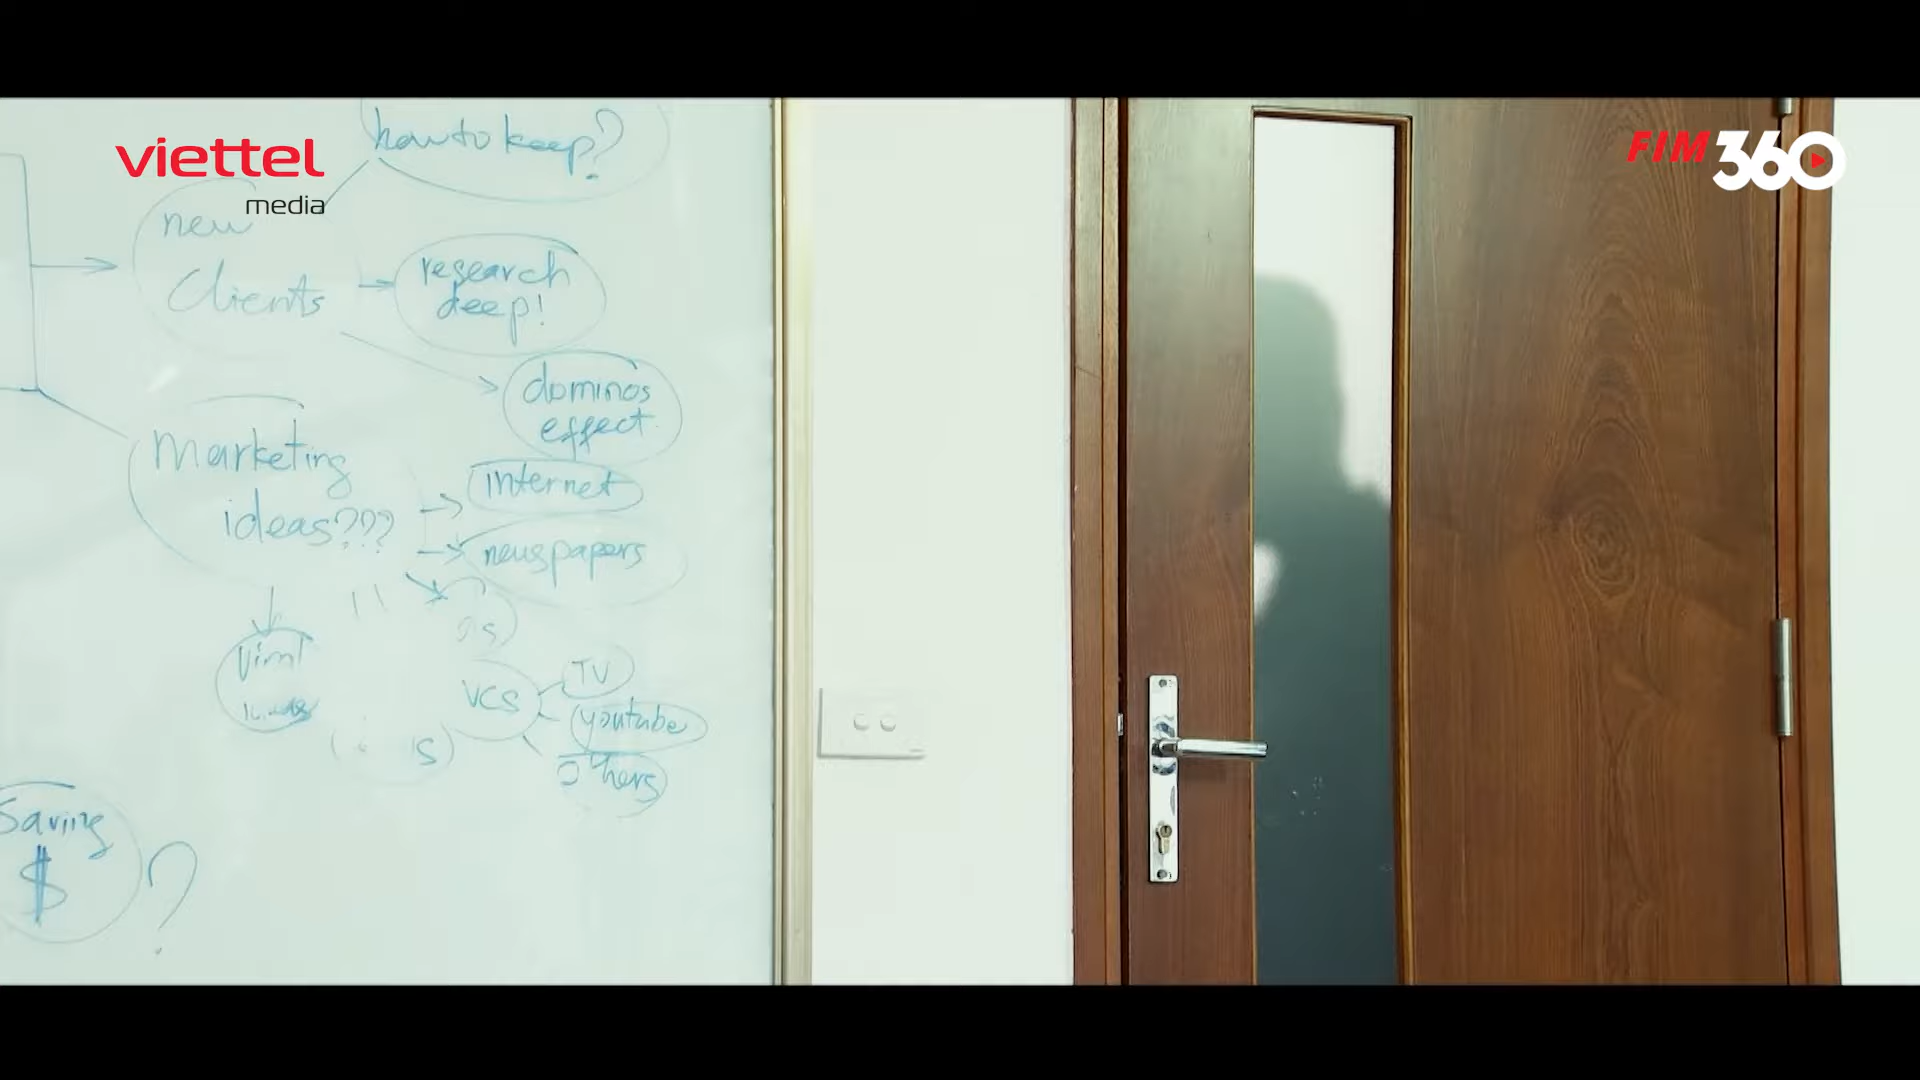 viettel
media
FIM360
how to keep?
new
Clients
research
deep!
dominos
effect
Marketing
ideas???
internet
newspapers
Viral
VCS
TV
youtube
others
Saving
$
?